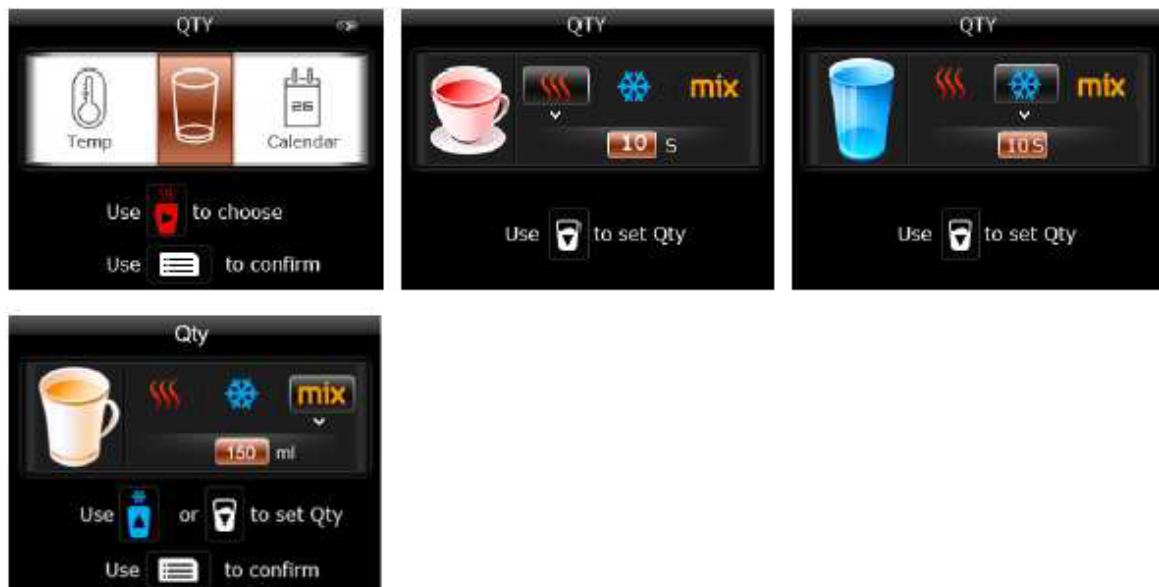 QTY
Temp
26
Calendar
Use to choose
Use to confirm
QTY
mix
10 S
Use to set Qty
QTY
mix
10 S
Use to set Qty
Qty
mix
150 ml
Use or to set Qty
Use to confirm